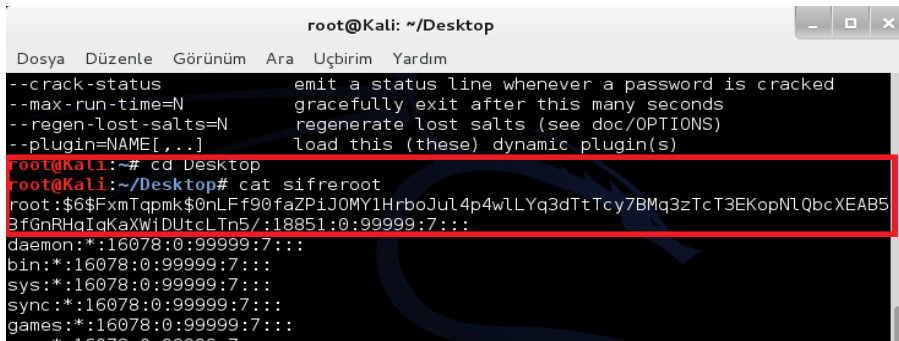 root@Kali: ~/Desktop
Dosya Düzenle Görünüm Ara Uçbirim Yardım
--crack-status emit a status line whenever a password is cracked
--max-run-time=N gracefully exit after this many seconds
--regen-lost-salts=N regenerate lost salts (see doc/OPTIONS)
--plugin=NAME[,..] load this (these) dynamic plugin(s)
root@Kali:~# cd Desktop
root@Kali:~/Desktop# cat sifreroot
root:$6$FxmTqpmk$0nLFf90faZPiJOMY1HrboJul4p4wlLYq3dTtTcy7BMq3zTcT3EKopNlQbcXEAB5
3fGnRHqIqKaXWjDUtcLTn5/:18851:0:99999:7:::
daemon:*:16078:0:99999:7:::
bin:*:16078:0:99999:7:::
sys:*:16078:0:99999:7:::
sync:*:16078:0:99999:7:::
games:*:16078:0:99999:7:::